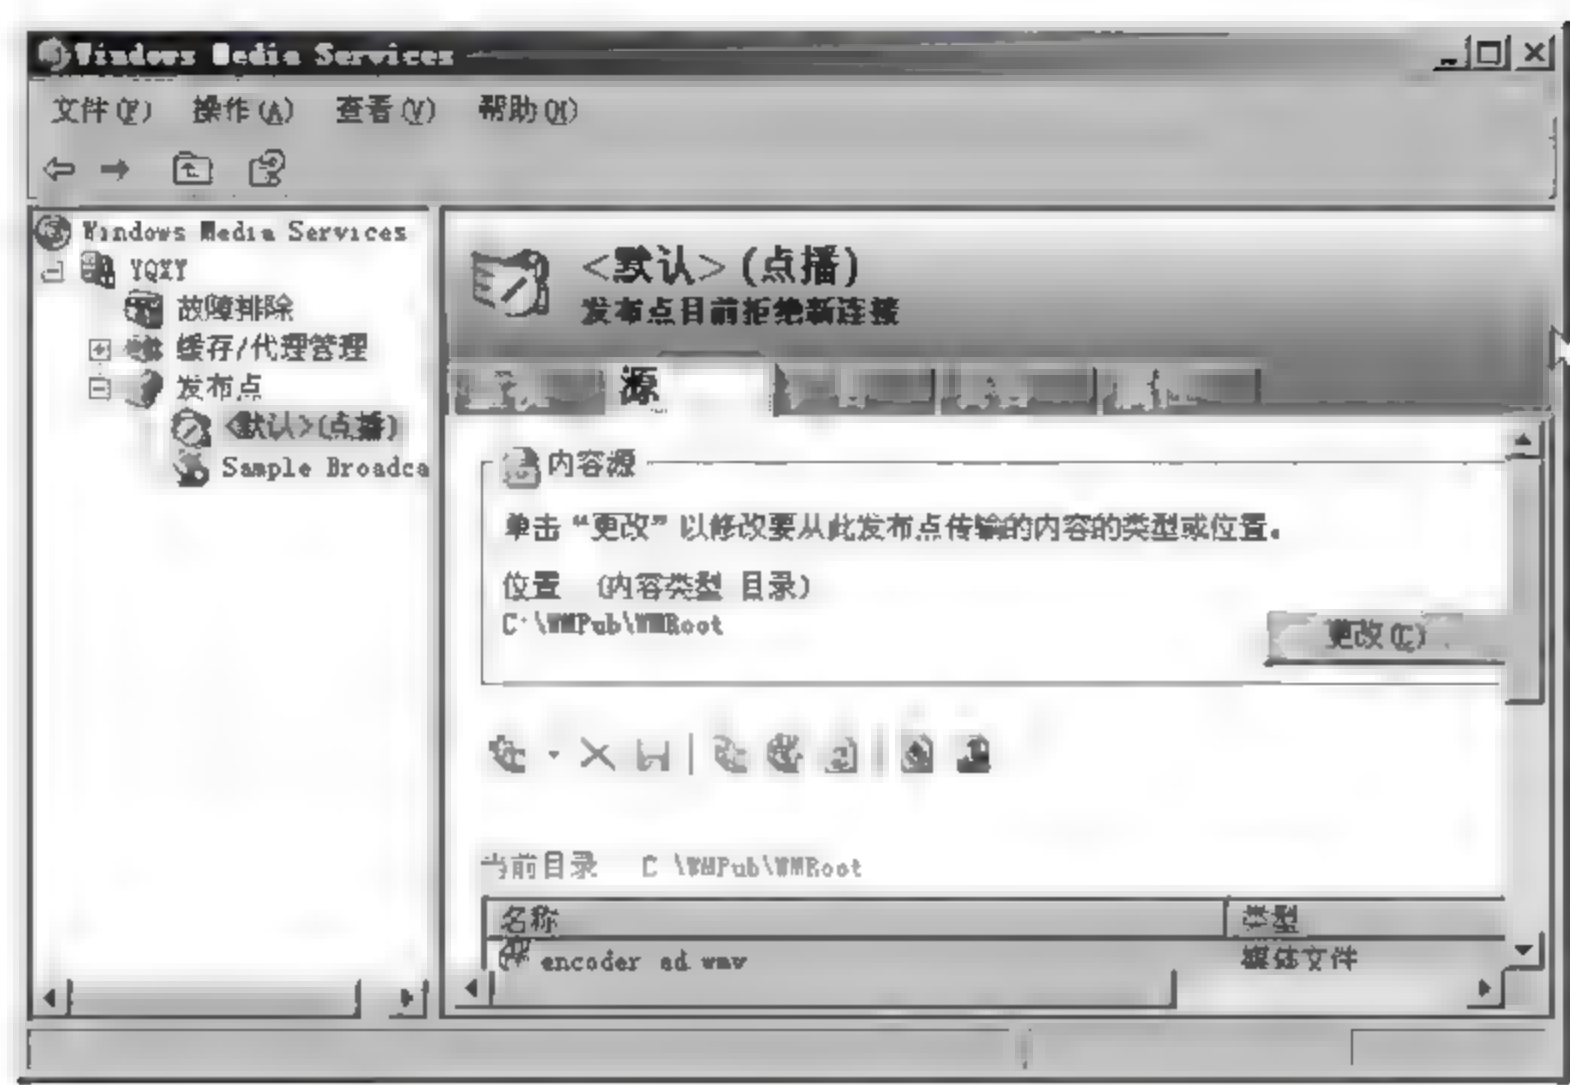 Windows Media Services
文件(F) 操作(A) 查看(V) 帮助(H)
Windows Media Services
YQXY
故障排除
缓存/代理管理
发布点
<默认>(点播)
Sample Broadca
<默认>(点播)
发布点目前拒绝新连接
源
内容源
单击“更改”以修改要从此发布点传输的内容的类型或位置。
位置 (内容类型 目录)
C:\WMPub\WMRoot
更改(C)
当前目录 C \WMPub\WMRoot
名称 类型
encoder_ad.wmv 媒体文件